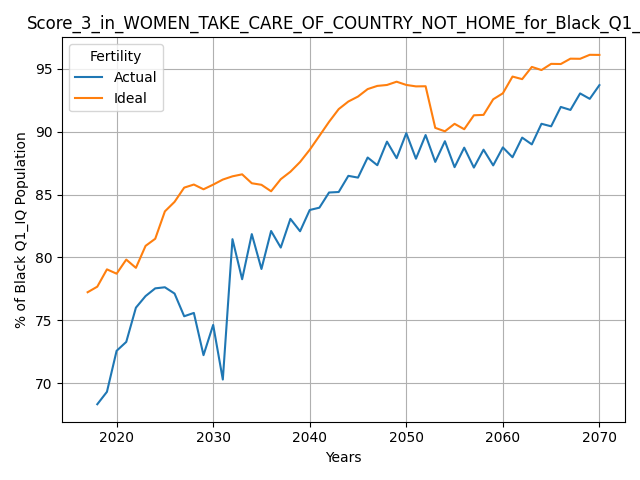 Score_3_in_WOMEN_TAKE_CARE_OF_COUNTRY_NOT_HOME_for_Black_Q1_
Fertility
Actual
Ideal
% of Black Q1_IQ Population
95
90
85
80
75
70
2020 2030 2040 2050 2060 2070
Years